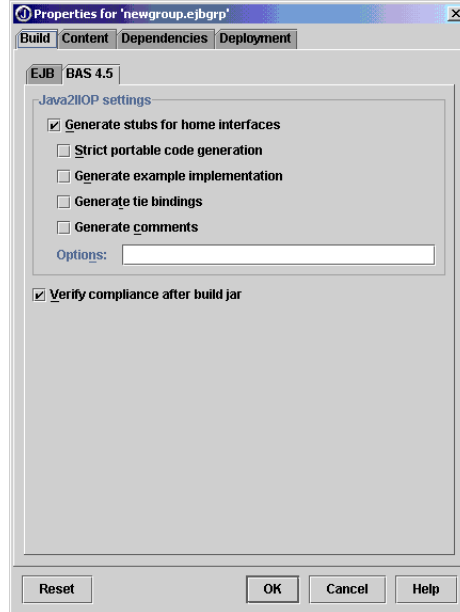 Properties for 'newgroup.ejbgrp'
Build Content Dependencies Deployment
EJB BAS 4.5
Java2IIOP settings
Generate stubs for home interfaces
Strict portable code generation
Generate example implementation
Generate tie bindings
Generate comments
Options:
Verify compliance after build jar
Reset OK Cancel Help